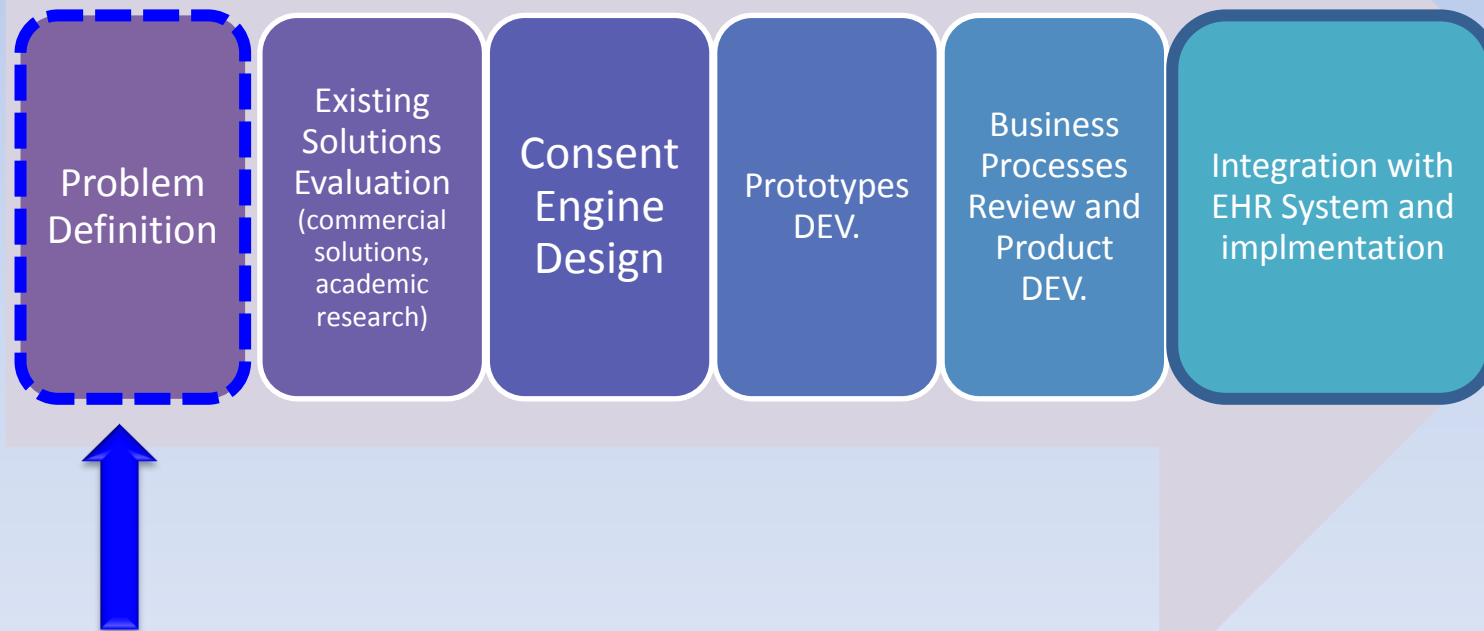 Problem
Definition
Existing
Solutions
Evaluation
(commercial
solutions,
academic
research)
Consent
Engine
Design
Prototypes
DEV.
Business
Processes
Review and
Product
DEV.
Integration with
EHR System and
implmentation